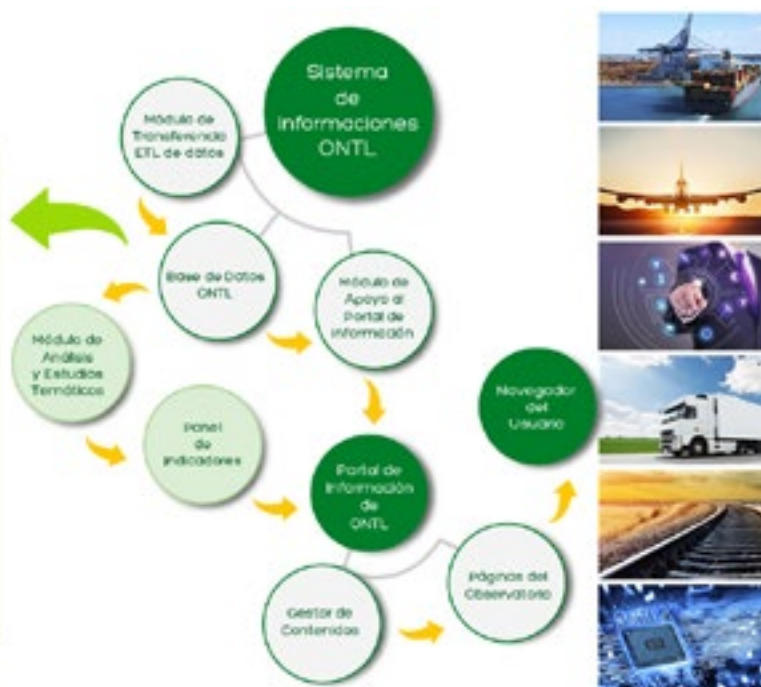 Sistema
de
Informaciones
ONTL
Módulo de
Transferencia
ETL de datos
Base de Datos
ONTL
Módulo de
Apoyo al
Portal de
Información
Módulo de
Análisis
y Estudios
Temáticos
Panel
de
Indicadores
Navegador
del
Usuario
Portal de
Información
de
ONTL
Páginas del
Observatorio
Gestor de
Contenidos